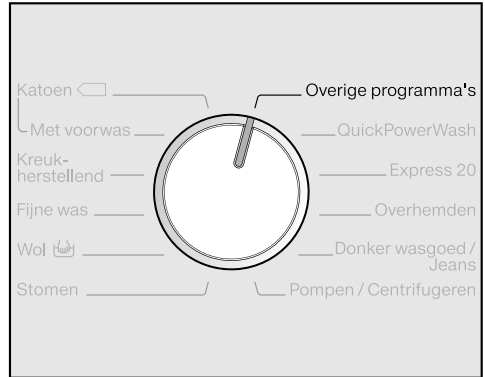 Katoen
Met voorwas
Kreuk-
herstellend
Fijne was
Wol
Stomen
Overige programma's
QuickPowerWash
Express 20
Overhemden
Donker wasgoed /
Jeans
Pompen / Centrifugeren